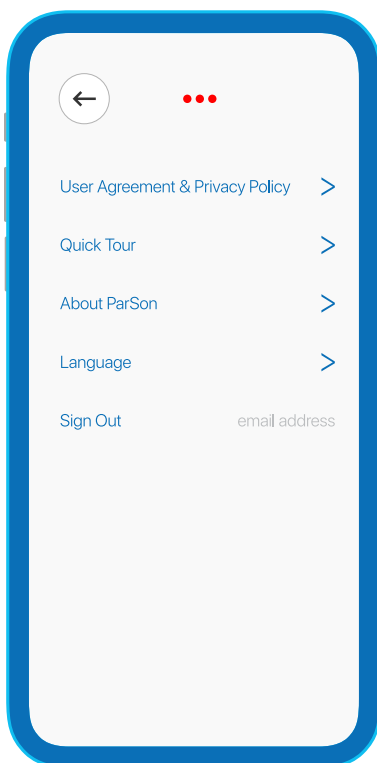 User Agreement & Privacy Policy
Quick Tour
About ParSon
Language
Sign Out email address